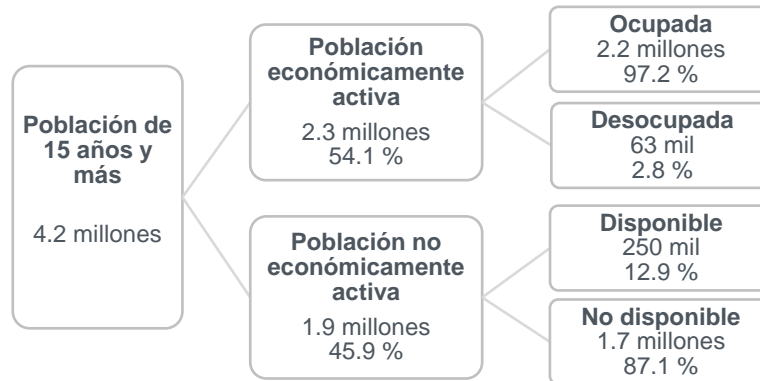 Población de
15 años y
más
4.2 millones
Población
económicamente
activa
2.3 millones
54.1 %
Ocupada
2.2 millones
97.2 %
Desocupada
63 mil
2.8 %
Población no
económicamente
activa
1.9 millones
45.9 %
Disponible
250 mil
12.9 %
No disponible
1.7 millones
87.1 %